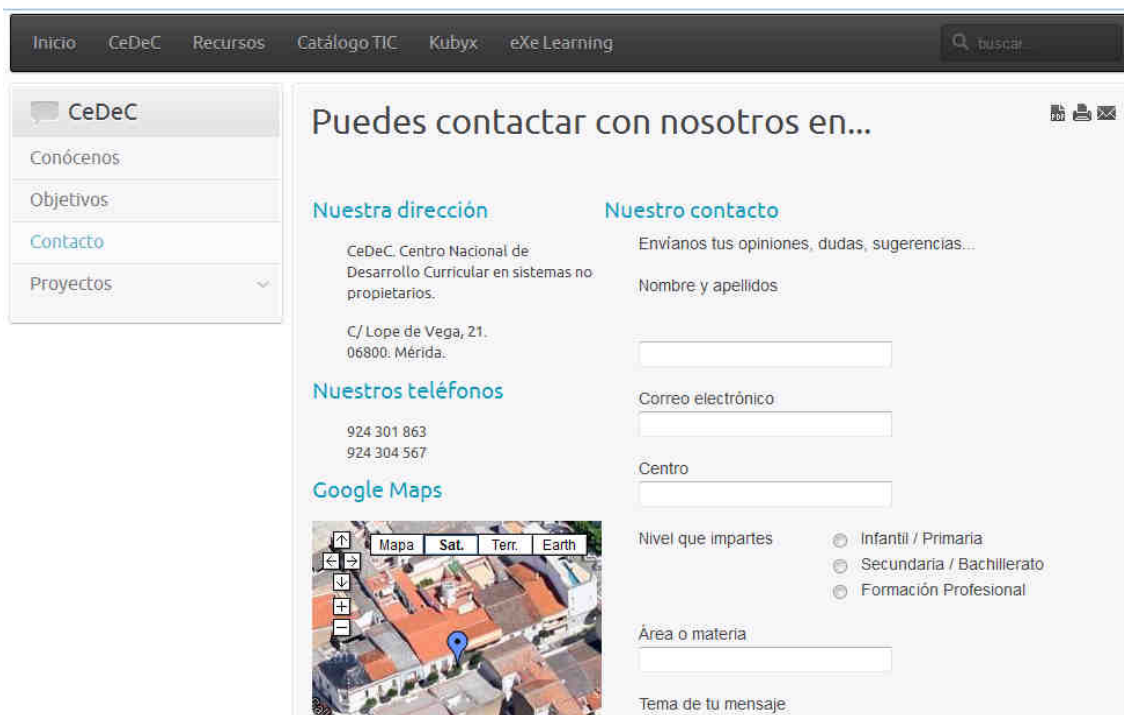 Inicio CeDeC Recursos Catálogo TIC Kubyx eXe Learning buscar...
CeDeC
Conócenos
Objetivos
Contacto
Proyectos
Puedes contactar con nosotros en...
PDF
Nuestra dirección
CeDeC. Centro Nacional de
Desarrollo Curricular en sistemas no
propietarios.
C/ Lope de Vega, 21.
06800. Mérida.
Nuestros teléfonos
924 301 863
924 304 567
Google Maps
Mapa Sat. Terr. Earth
Nuestro contacto
Envíanos tus opiniones, dudas, sugerencias...
Nombre y apellidos
Correo electrónico
Centro
Nivel que impartes
Infantil / Primaria
Secundaria / Bachillerato
Formación Profesional
Área o materia
Tema de tu mensaje